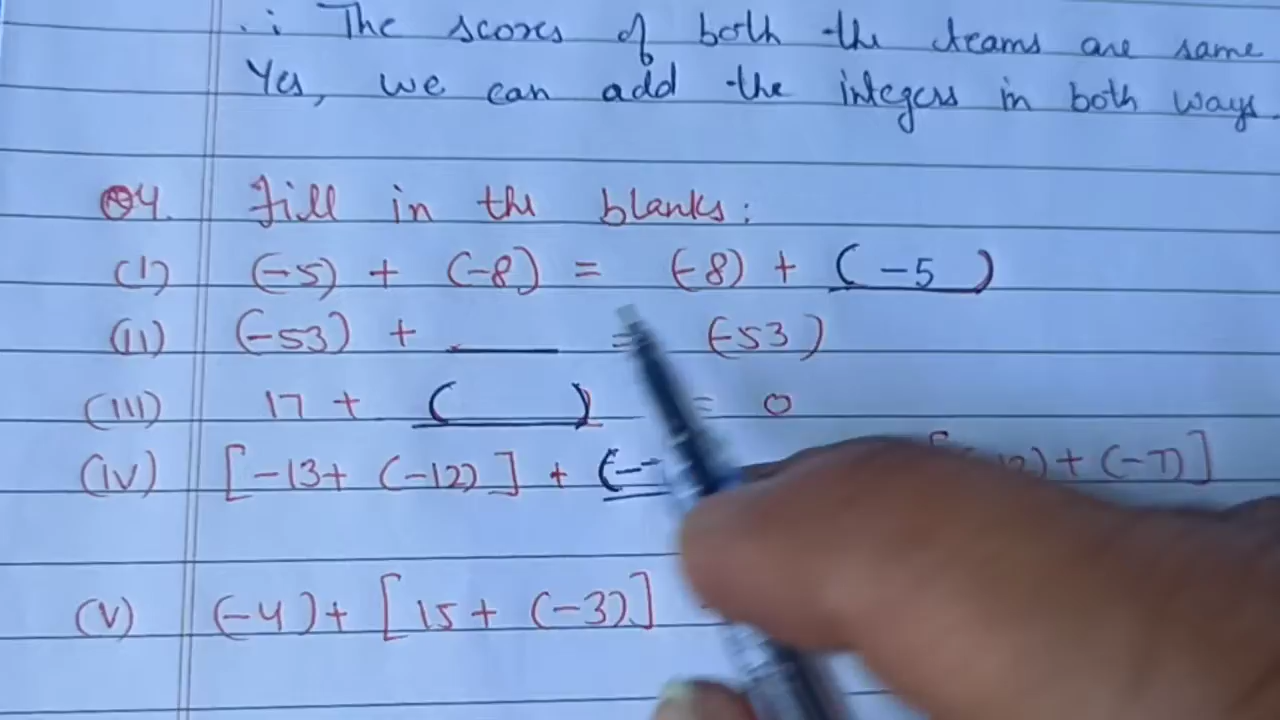 ∴ The scores of both the teams are same
Yes, we can add the integers in both ways.
Q4. Fill in the blanks:
(i) (-5) + (-8) = (-8) + (-5)
(ii) (-53) + ____ = (-53)
(iii) 17 + (    ) = 0
(iv) [-13+ (-12)] + (- 12) + (-7)]
(v) (-4) + [15 + (-3)]